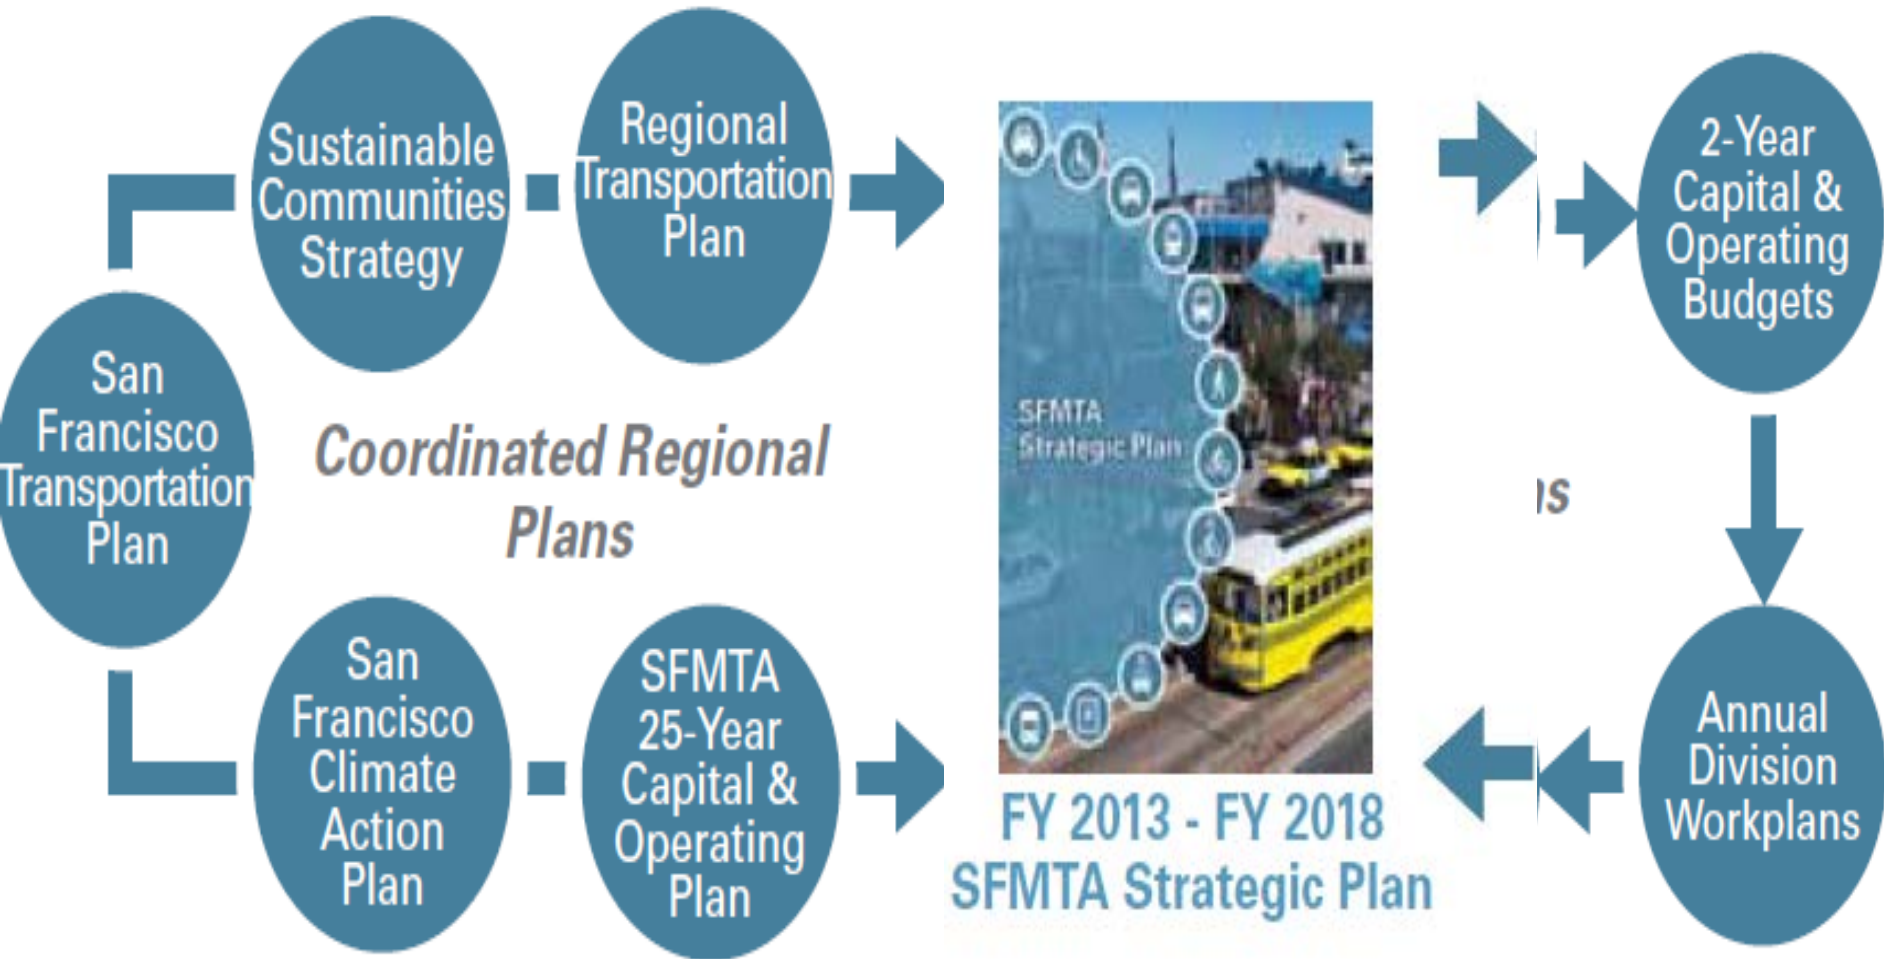 Sustainable
Communities
Strategy
Regional
Transportation
Plan
2-Year
Capital &
Operating
Budgets
San
Francisco
Transportation
Plan
Coordinated Regional
Plans
SFMTA
Strategic Plan
San
Francisco
Climate
Action
Plan
SFMTA
25-Year
Capital &
Operating
Plan
FY 2013 - FY 2018
SFMTA Strategic Plan
Annual
Division
Workplans